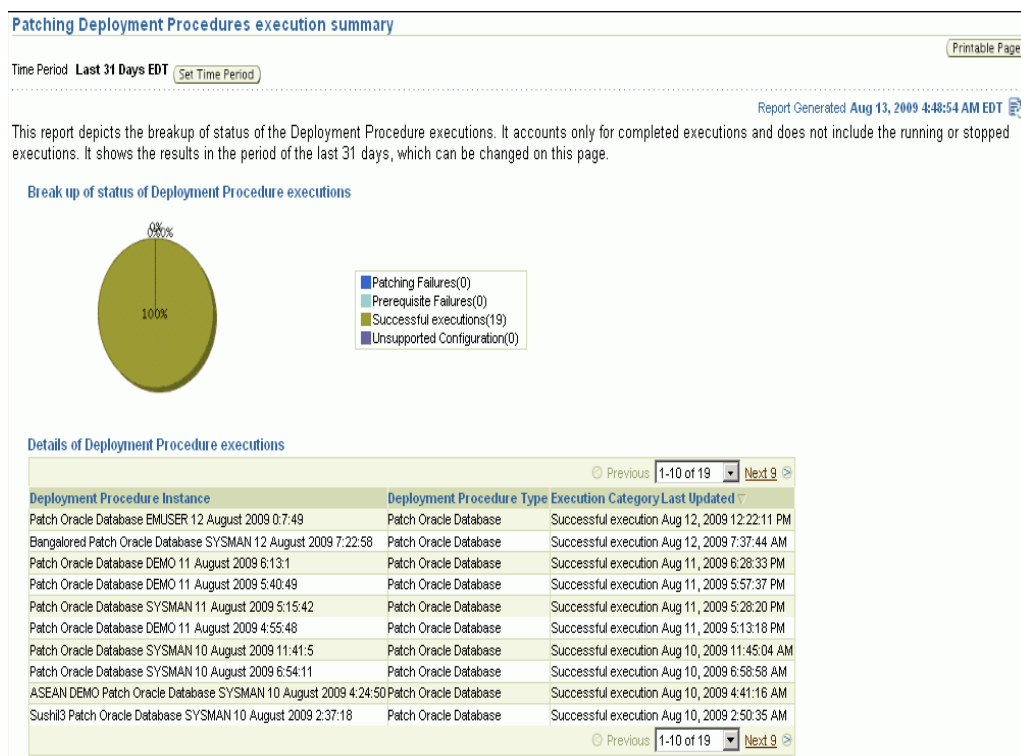 Patching Deployment Procedures execution summary
Printable Page
Time Period Last 31 Days EDT Set Time Period
Report Generated Aug 13, 2009 4:48:54 AM EDT
This report depicts the breakup of status of the Deployment Procedure executions. It accounts only for completed executions and does not include the running or stopped
executions. It shows the results in the period of the last 31 days, which can be changed on this page.
Break up of status of Deployment Procedure executions
100%
Patching Failures(0)
Prerequisite Failures(0)
Successful executions(19)
Unsupported Configuration(0)
Details of Deployment Procedure executions
Previous 1-10 of 19 Next 9
Deployment Procedure Instance Deployment Procedure Type Execution Category Last Updated
Patch Oracle Database EMUSER 12 August 2009 0:7:49 Patch Oracle Database Successful execution Aug 12, 2009 12:22:11 PM
Bangalored Patch Oracle Database SYSMAN 12 August 2009 7:22:58 Patch Oracle Database Successful execution Aug 12, 2009 7:37:44 AM
Patch Oracle Database DEMO 11 August 2009 6:13:1 Patch Oracle Database Successful execution Aug 11, 2009 6:28:33 PM
Patch Oracle Database DEMO 11 August 2009 5:40:49 Patch Oracle Database Successful execution Aug 11, 2009 5:57:37 PM
Patch Oracle Database SYSMAN 11 August 2009 5:15:42 Patch Oracle Database Successful execution Aug 11, 2009 5:28:20 PM
Patch Oracle Database DEMO 11 August 2009 4:55:48 Patch Oracle Database Successful execution Aug 11, 2009 5:13:18 PM
Patch Oracle Database SYSMAN 10 August 2009 11:41:5 Patch Oracle Database Successful execution Aug 10, 2009 11:45:04 AM
Patch Oracle Database SYSMAN 10 August 2009 6:54:11 Patch Oracle Database Successful execution Aug 10, 2009 6:58:58 AM
ASEAN DEMO Patch Oracle Database SYSMAN 10 August 2009 4:24:50 Patch Oracle Database Successful execution Aug 10, 2009 4:41:16 AM
Sushil3 Patch Oracle Database SYSMAN 10 August 2009 2:37:18 Patch Oracle Database Successful execution Aug 10, 2009 2:50:35 AM
Previous 1-10 of 19 Next 9